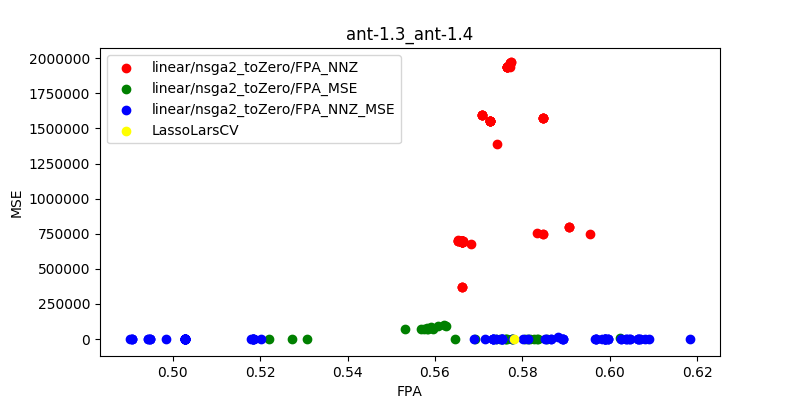 ant-1.3_ant-1.4
linear/nsga2_toZero/FPA_NNZ
linear/nsga2_toZero/FPA_MSE
linear/nsga2_toZero/FPA_NNZ_MSE
LassoLarsCV
MSE
2000000
1750000
1500000
1250000
1000000
750000
500000
250000
0
0.50
0.52
0.54
0.56
0.58
0.60
0.62
FPA